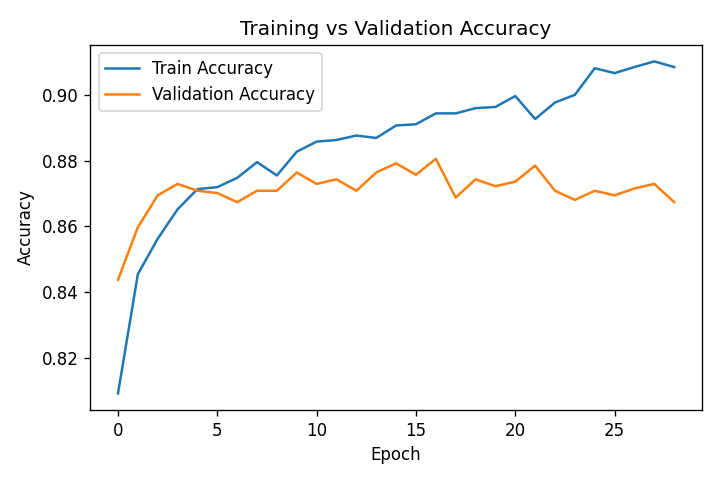 Training vs Validation Accuracy
Train Accuracy
Validation Accuracy
0.90
0.88
0.86
0.84
0.82
Accuracy
0 5 10 15 20 25
Epoch